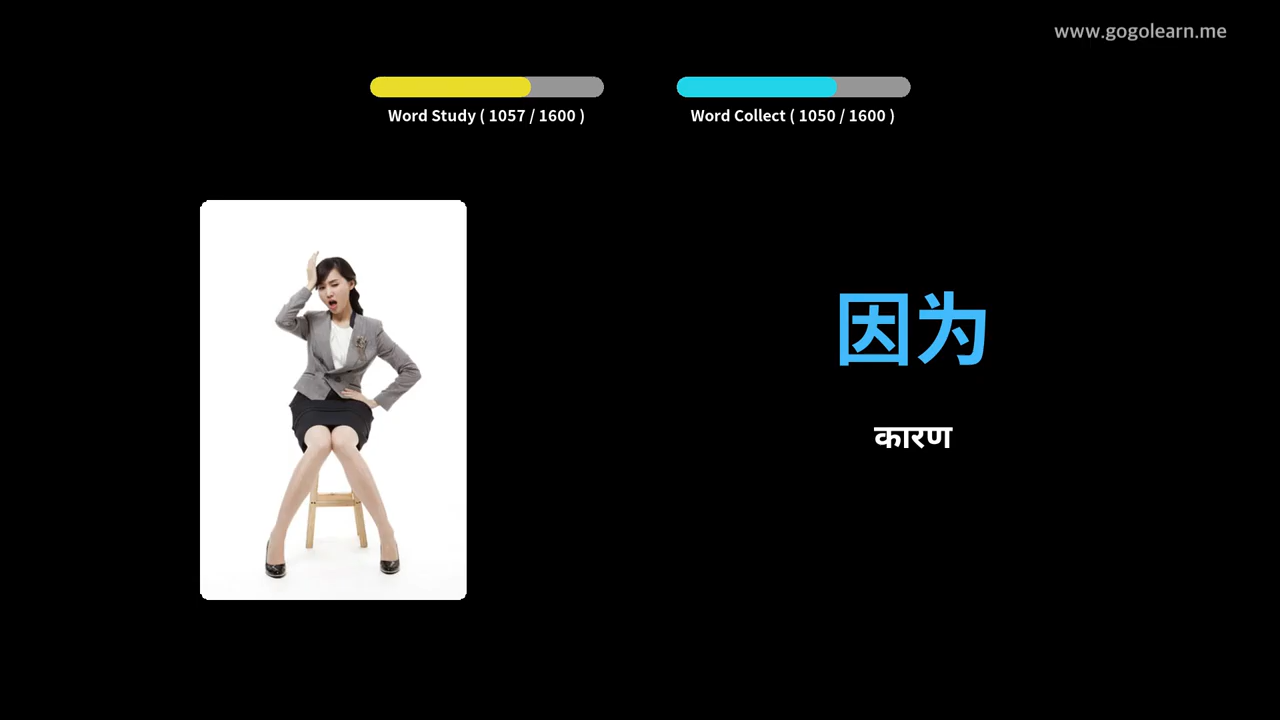 www.gogolearn.me
Word Study ( 1057 / 1600 )
Word Collect ( 1050 / 1600 )
因为
कारण